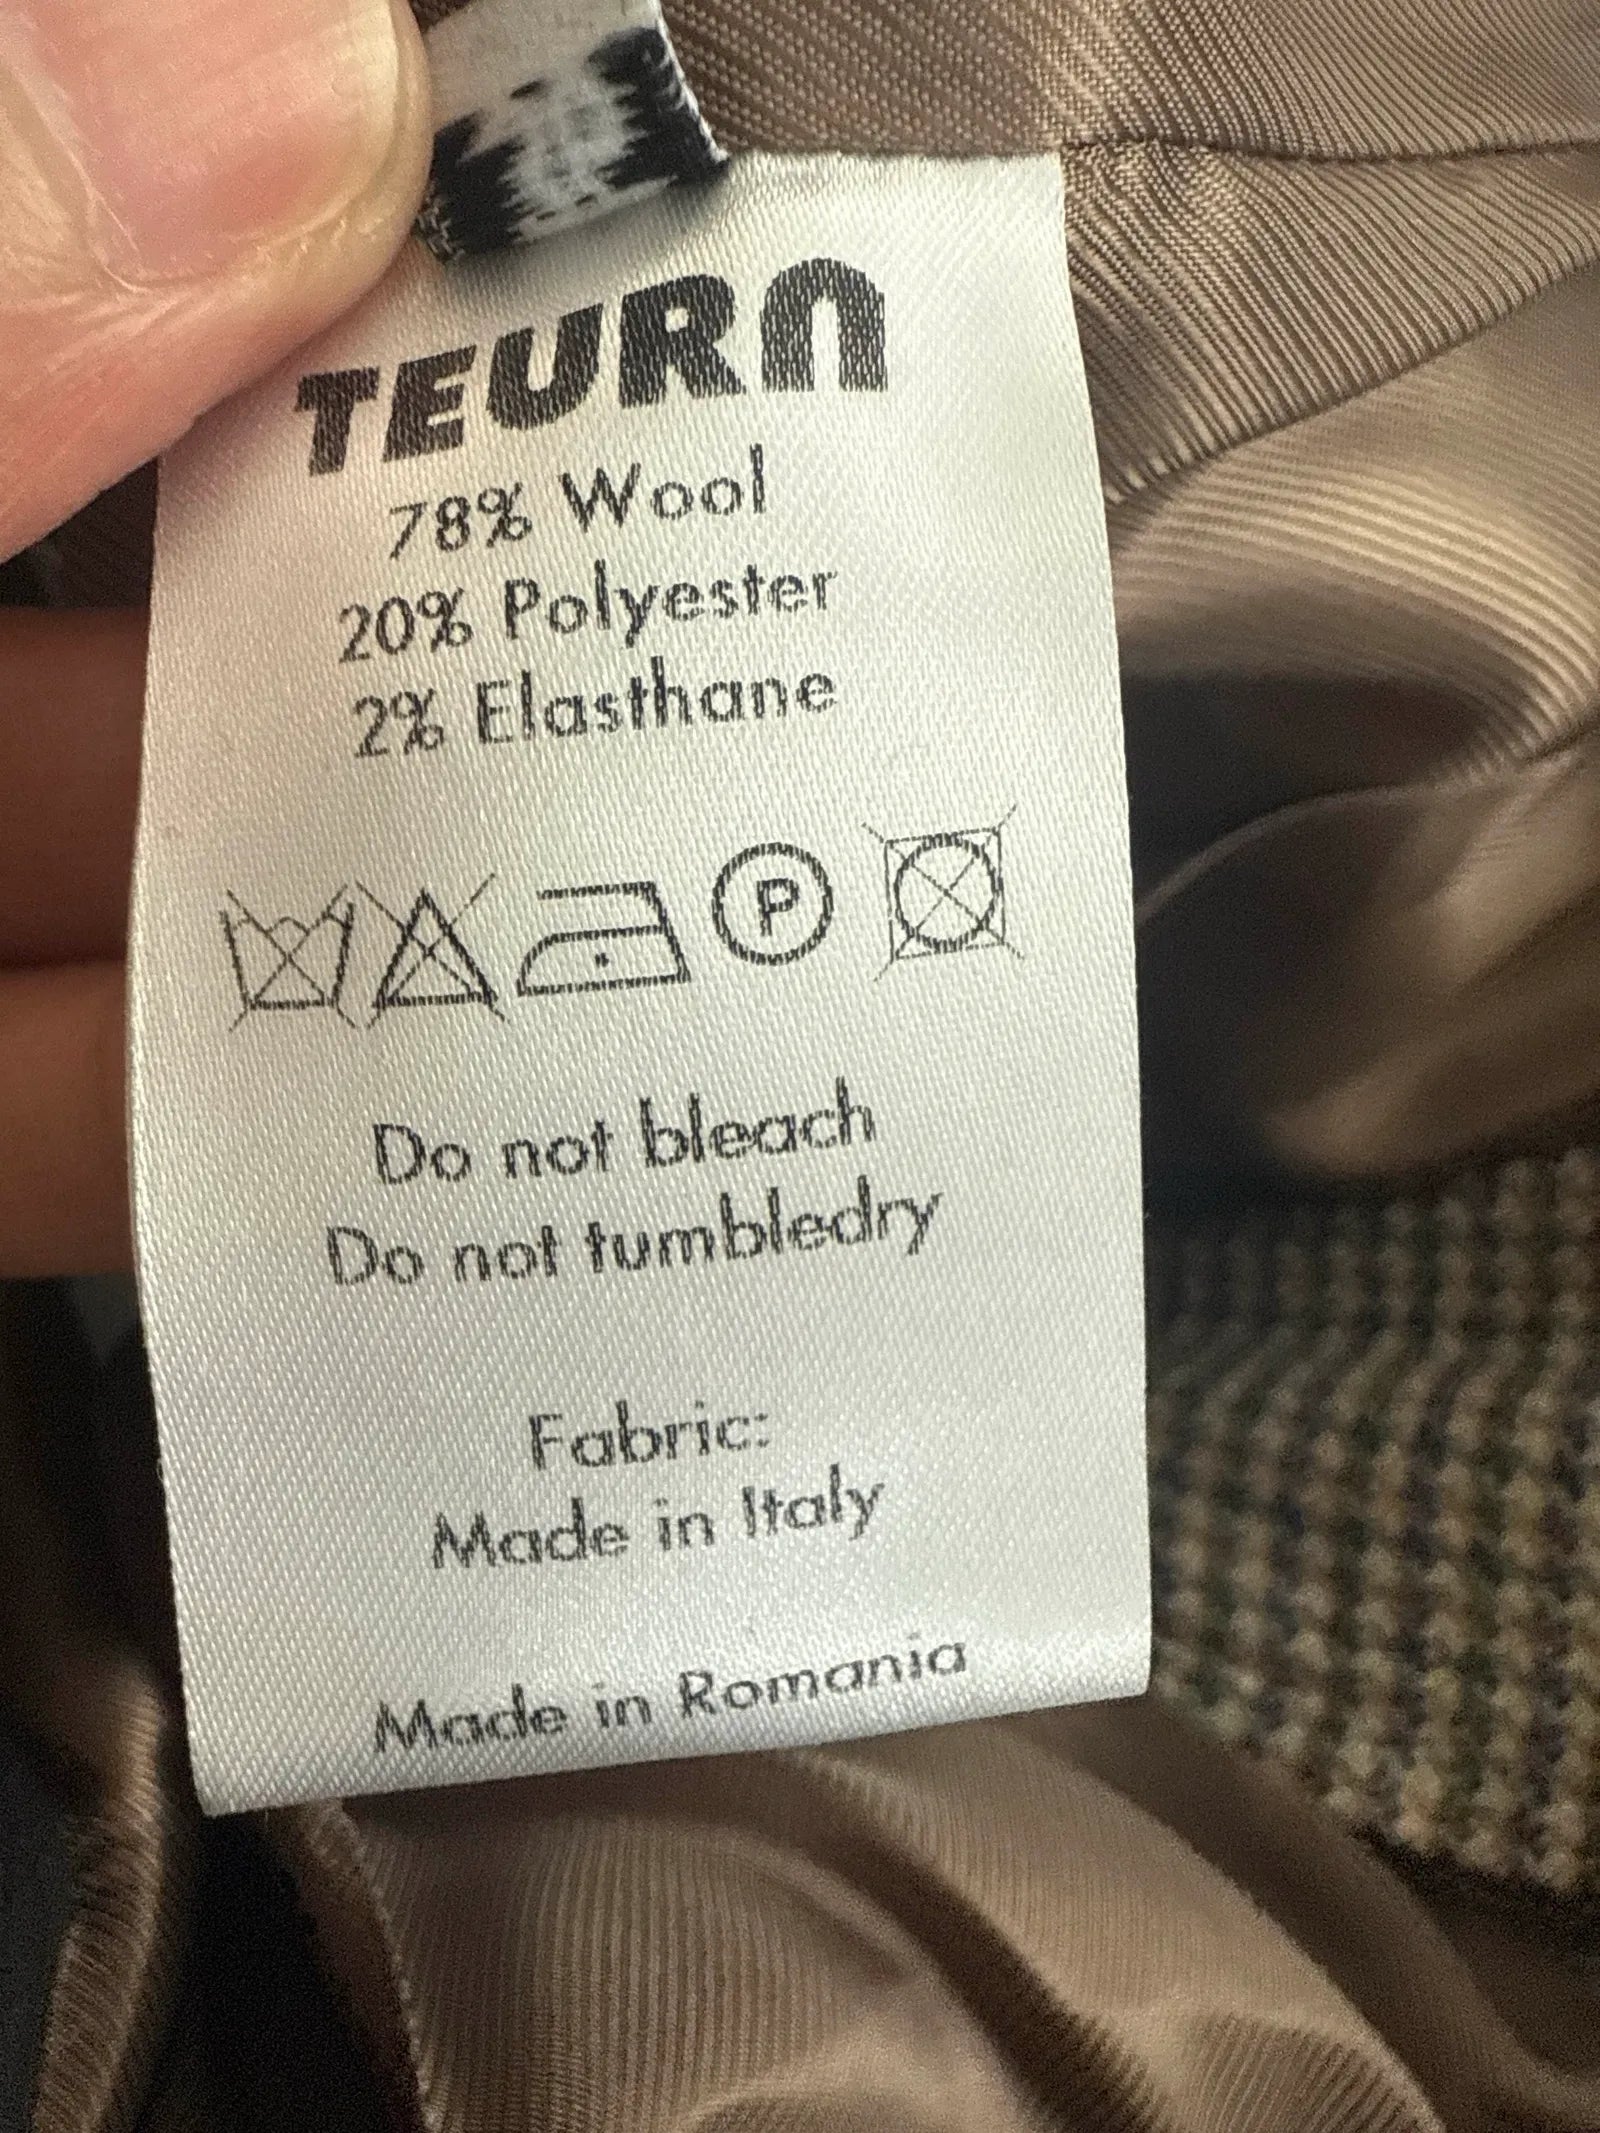 TEURN
78% Wool
20% Polyester
2% Elasthane
P
Do not bleach
Do not tumbledry
Fabric:
Made in Italy
Made in Romania